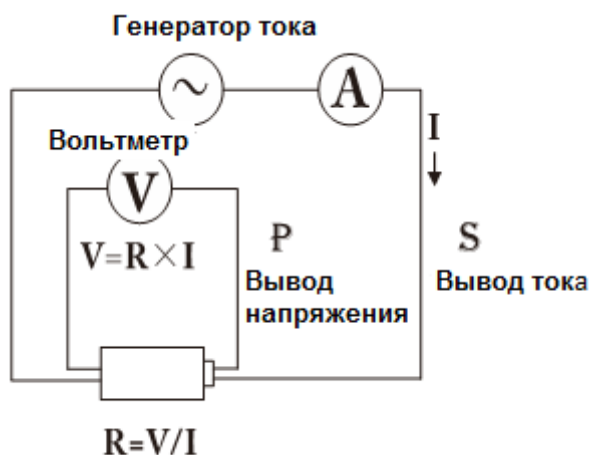 Генератор тока
~
A
Вольтметр
I
V
V=R×I
P
S
Вывод
напряжения
Вывод тока
R=V/I